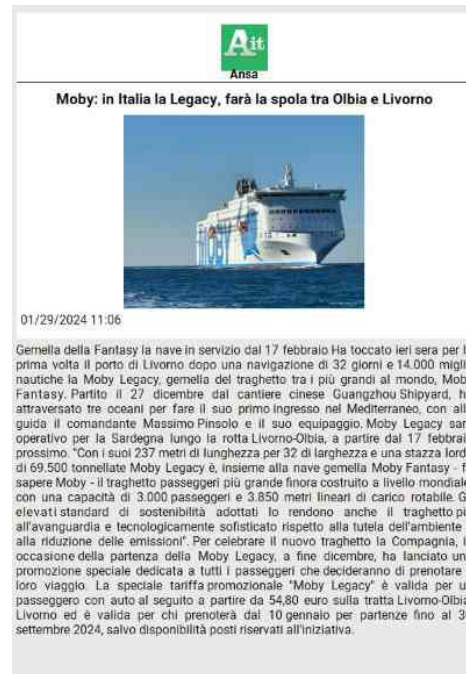 Ait
Ansa
Moby: in Italia la Legacy, farà la spola tra Olbia e Livorno
01/29/2024 11:06
Gemella della Fantasy la nave in servizio dal 17 febbraio Ha toccato ieri sera per l
prima volta il porto di Livorno dopo una navigazione di 32 giorni e 14.000 migli
nautiche la Moby Legacy, gemella del traghetto tra i più grandi al mondo, Mob
Fantasy. Partito il 27 dicembre dal cantiere cinese Guangzhou Shipyard, h
attraversato tre oceani per fare il suo primo ingresso nel Mediterraneo, con all
guida il comandante Massimo Pinsolo e il suo equipaggio. Moby Legacy sar
operativo per la Sardegna lungo la rotta Livorno-Olbia, a partire dal 17 febbrai
prossimo. "Con i suoi 237 metri di lunghezza per 32 di larghezza e una stazza lord
di 69.500 tonnellate Moby Legacy è, insieme alla nave gemella Moby Fantasy - f
sapere Moby - il traghetto passeggeri più grande finora costruito a livello mondiale
con una capacità di 3.000 passeggeri e 3.850 metri lineari di carico rotabile. G
elevati standard di sostenibilità adottati lo rendono anche il traghetto pi
all'avanguardia e tecnologicamente sofisticato rispetto alla tutela dell'ambiente
alla riduzione delle emissioni". Per celebrare il nuovo traghetto la Compagnia, i
occasione della partenza della Moby Legacy, a fine dicembre, ha lanciato un
promozione speciale dedicata a tutti i passeggeri che decideranno di prenotare
loro viaggio. La speciale tariffa promozionale "Moby Legacy" è valida per u
passeggero con auto al seguito a partire da 54,80 euro sulla tratta Livorno-Olbia
Livorno ed è valida per chi prenoterà dal 10 gennaio per partenze fino al 3
settembre 2024, salvo disponibilità posti riservati all'iniziativa.